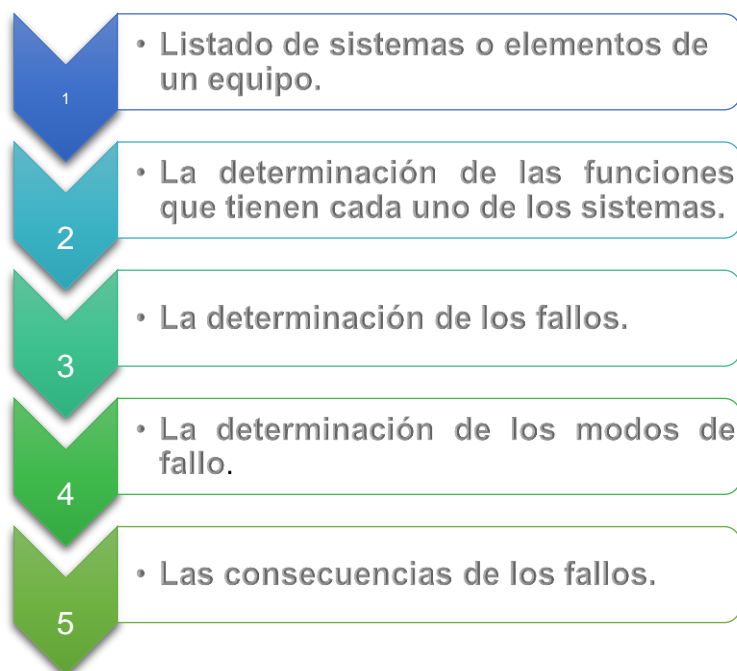 1
• Listado de sistemas o elementos de
un equipo.
2
• La determinación de las funciones
que tienen cada uno de los sistemas.
3
• La determinación de los fallos.
4
• La determinación de los modos de
fallo.
5
• Las consecuencias de los fallos.